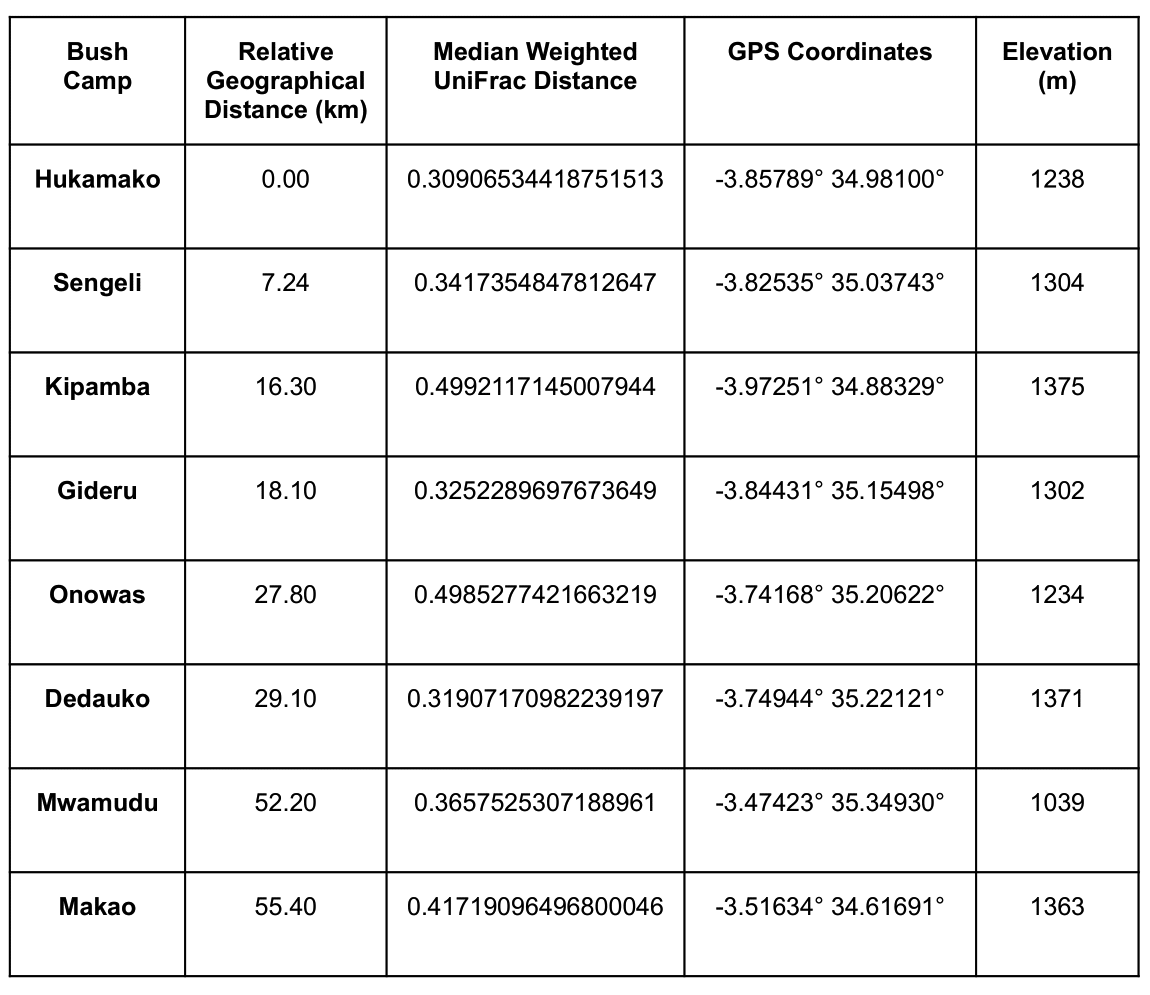 Bush Camp | Relative Geographical Distance (km) | Median Weighted UniFrac Distance | GPS Coordinates | Elevation (m)
Hukamako | 0.00 | 0.30906534418751513 | -3.85789° 34.98100° | 1238
Sengeli | 7.24 | 0.3417354847812647 | -3.82535° 35.03743° | 1304
Kipamba | 16.30 | 0.4992117145007944 | -3.97251° 34.88329° | 1375
Gideru | 18.10 | 0.3252289697673649 | -3.84431° 35.15498° | 1302
Onowas | 27.80 | 0.4985277421663219 | -3.74168° 35.20622° | 1234
Dedauko | 29.10 | 0.31907170982239197 | -3.74944° 35.22121° | 1371
Mwamudu | 52.20 | 0.3657525307188961 | -3.47423° 35.34930° | 1039
Makao | 55.40 | 0.41719096496800046 | -3.51634° 34.61691° | 1363